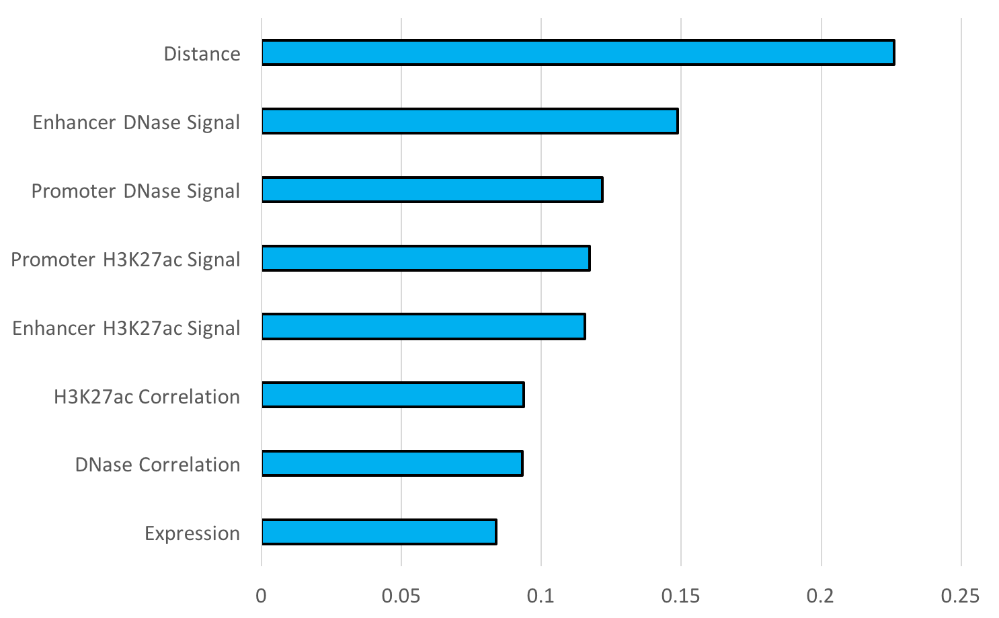 Distance
Enhancer DNase Signal
Promoter DNase Signal
Promoter H3K27ac Signal
Enhancer H3K27ac Signal
H3K27ac Correlation
DNase Correlation
Expression
0 0.05 0.1 0.15 0.2 0.25